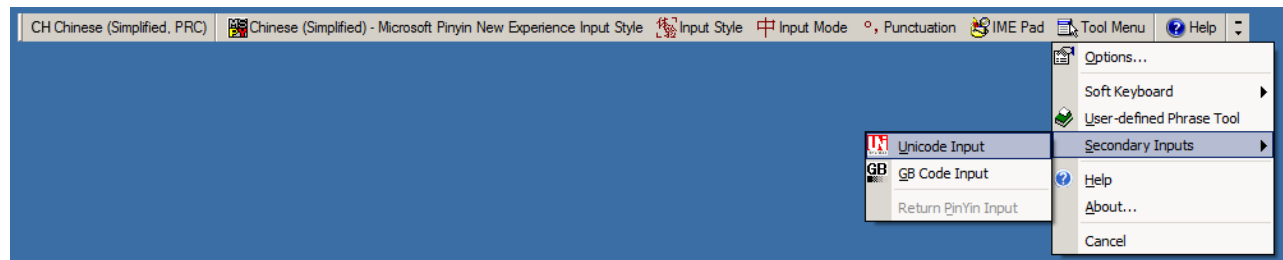 CH Chinese (Simplified, PRC) Chinese (Simplified) - Microsoft Pinyin New Experience Input Style Input Style 中 Input Mode °, Punctuation IME Pad Tool Menu Help
Options...
Soft Keyboard
User-defined Phrase Tool
Secondary Inputs
Unicode Input
GB GB Code Input
Return PinYin Input
Help
About...
Cancel